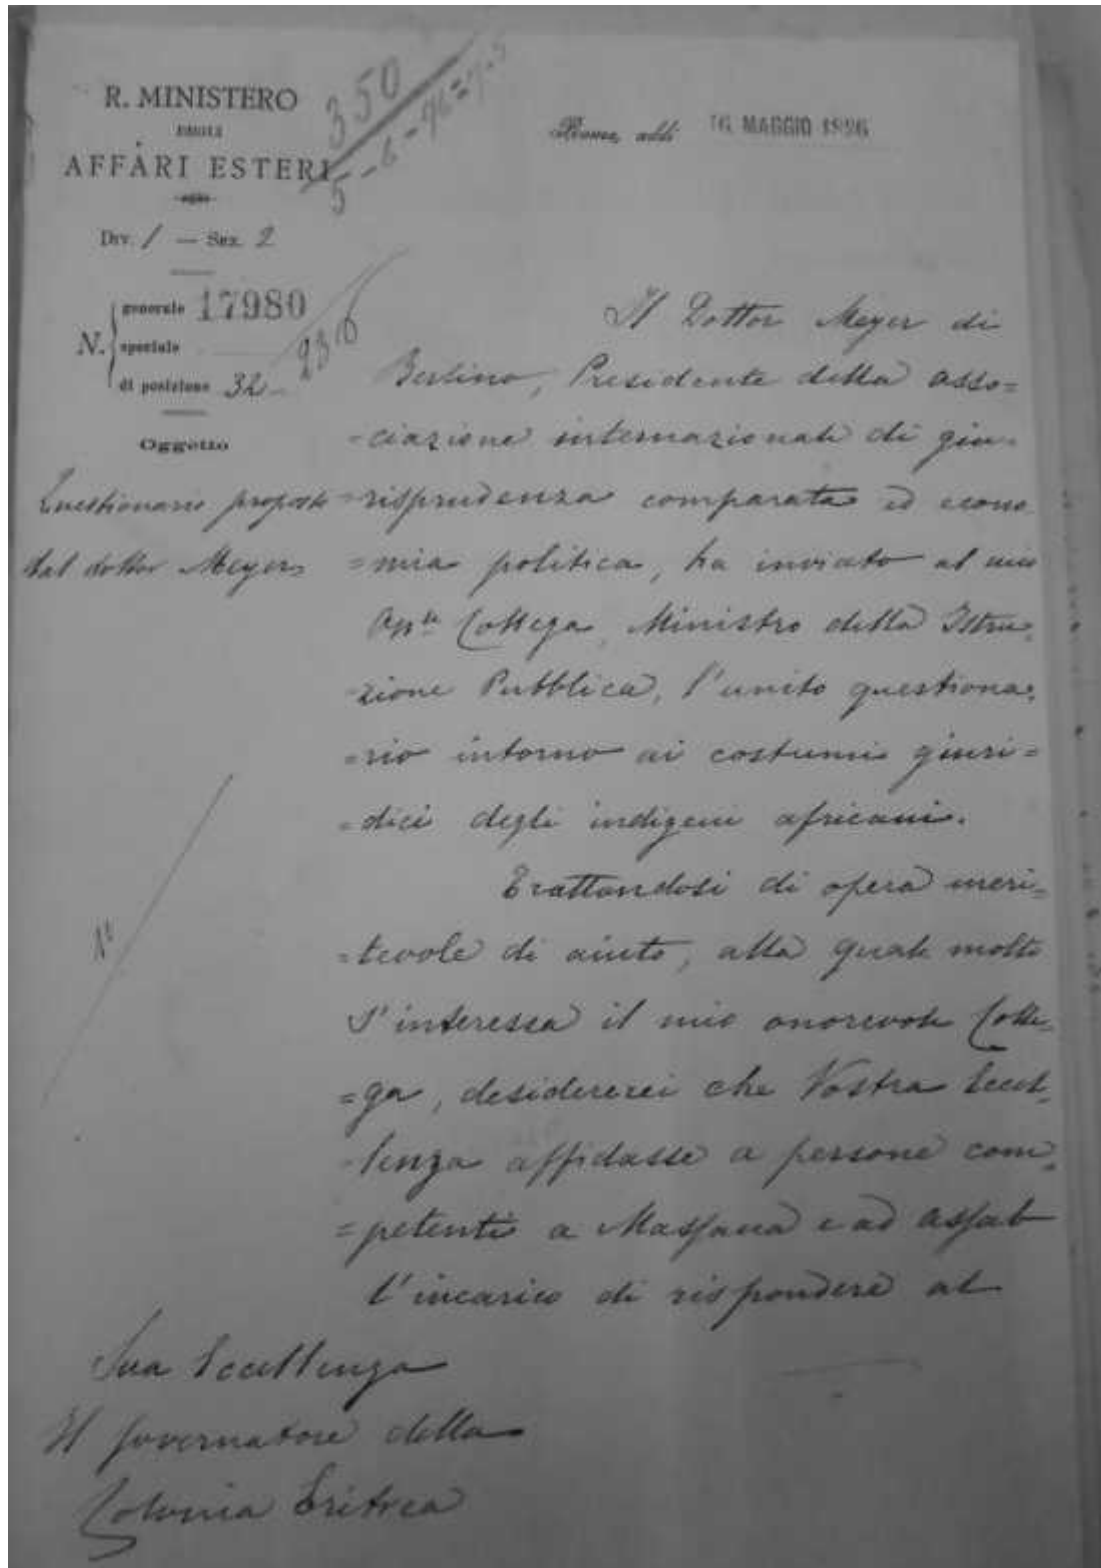 R. MINISTERO
DEGLI
AFFARI ESTERI
350
5-6-96
Roma, addì 16 MAGGIO 1896
Div. 1 — Sez. 2
N. generale 17980
speciale
di posizione 32
Oggetto
Questionario proposto
dal dottor Meyer
Il Dottor Meyer di
Berlino, Presidente della asso=
=ciazione internazionale di giu=
=risprudenza comparata ed econo
=mia politica, ha inviato al mio
Collega, Ministro della Istru=
=zione Pubblica, l'unito questiona=
=rio intorno ai costumi giuri=
=dici degli indigeni africani.
Trattandosi di opera meri=
=tevole di aiuto, alla quale molto
s'interessa il mio onorevole Colle=
=ga, desidererei che Vostra Eccel=
=lenza affidasse a persone com=
=petenti a Massaua e ad Assab
l'incarico di rispondere al
Sua Eccellenza
Il Governatore della
Colonia Eritrea